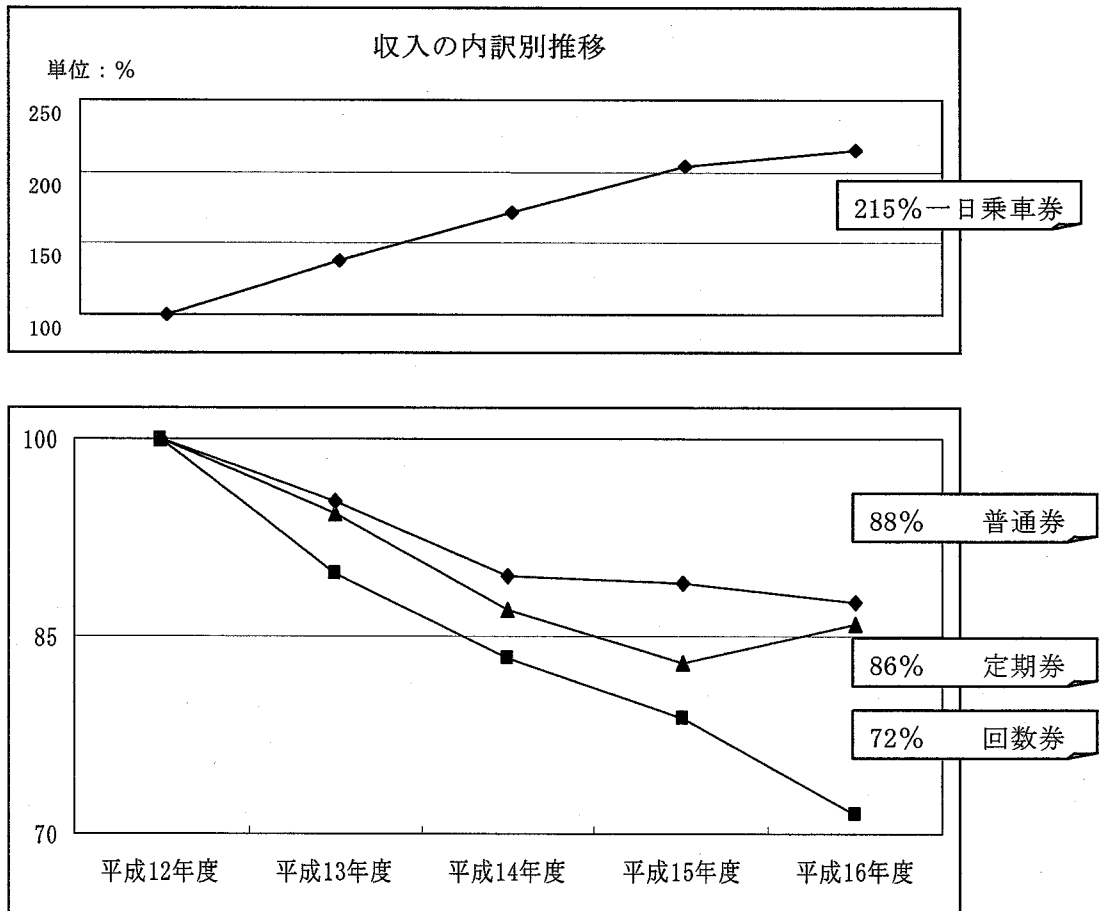 収入の内訳別推移
単位：%
250
200
150
100
215%一日乗車券
100
85
70
88% 普通券
86% 定期券
72% 回数券
平成12年度 平成13年度 平成14年度 平成15年度 平成16年度